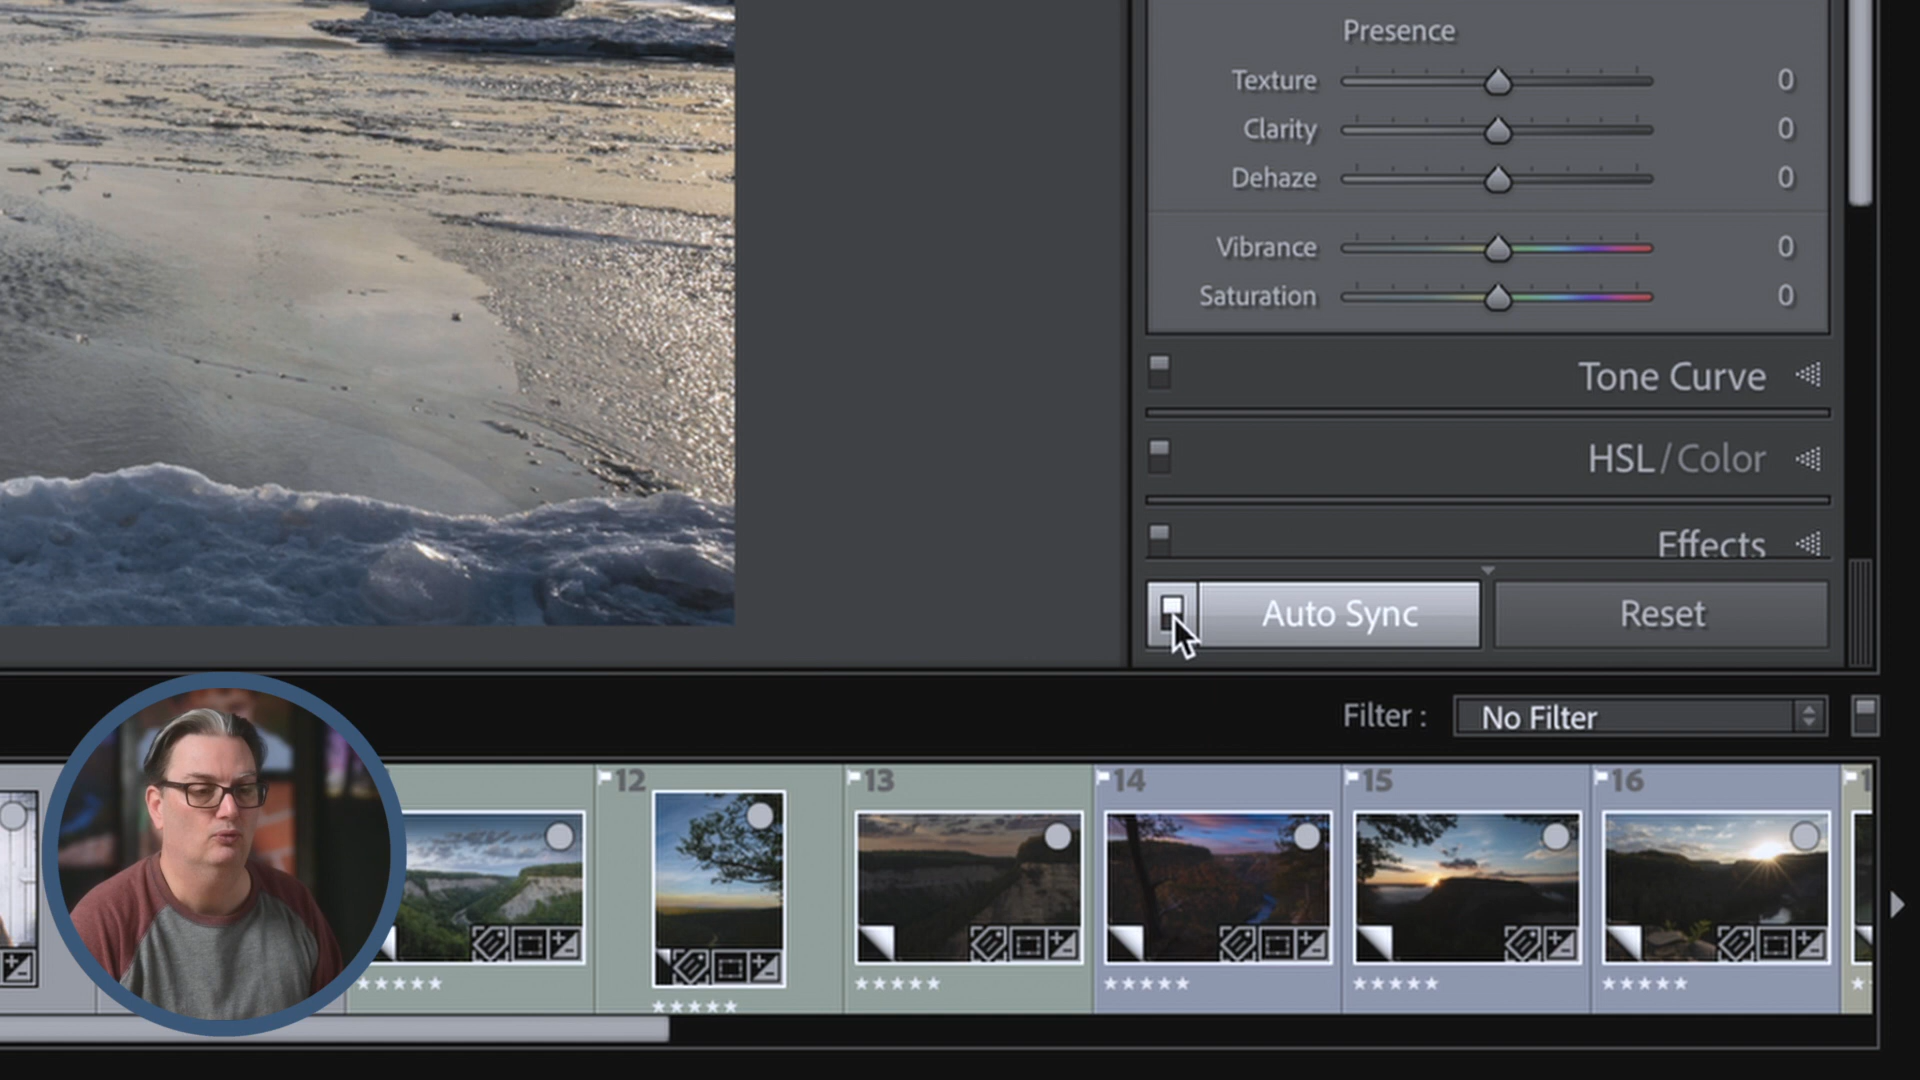 Presence
Texture 0
Clarity 0
Dehaze 0
Vibrance 0
Saturation 0
Tone Curve
HSL / Color
Effects
Auto Sync Reset
Filter : No Filter
12 13 14 15 16 1